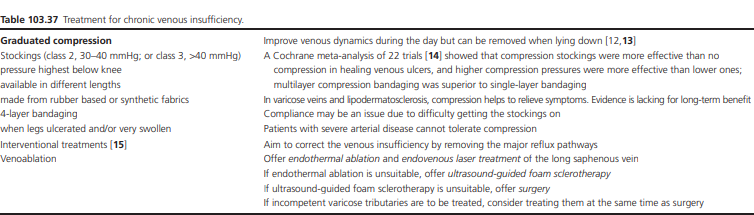 Table 103.37 Treatment for chronic venous insufficiency.
Graduated compression Improve venous dynamics during the day but can be removed when lying down [12,13]
Stockings (class 2, 30–40 mmHg; or class 3, >40 mmHg) A Cochrane meta-analysis of 22 trials [14] showed that compression stockings were more effective than no
pressure highest below knee compression in healing venous ulcers, and higher compression pressures were more effective than lower ones;
available in different lengths multilayer compression bandaging was superior to single-layer bandaging
made from rubber based or synthetic fabrics In varicose veins and lipodermatosclerosis, compression helps to relieve symptoms. Evidence is lacking for long-term benefit
4-layer bandaging Compliance may be an issue due to difficulty getting the stockings on
when legs ulcerated and/or very swollen Patients with severe arterial disease cannot tolerate compression
Interventional treatments [15] Aim to correct the venous insufficiency by removing the major reflux pathways
Venoablation Offer endothermal ablation and endovenous laser treatment of the long saphenous vein
If endothermal ablation is unsuitable, offer ultrasound-guided foam sclerotherapy
If ultrasound-guided foam sclerotherapy is unsuitable, offer surgery
If incompetent varicose tributaries are to be treated, consider treating them at the same time as surgery